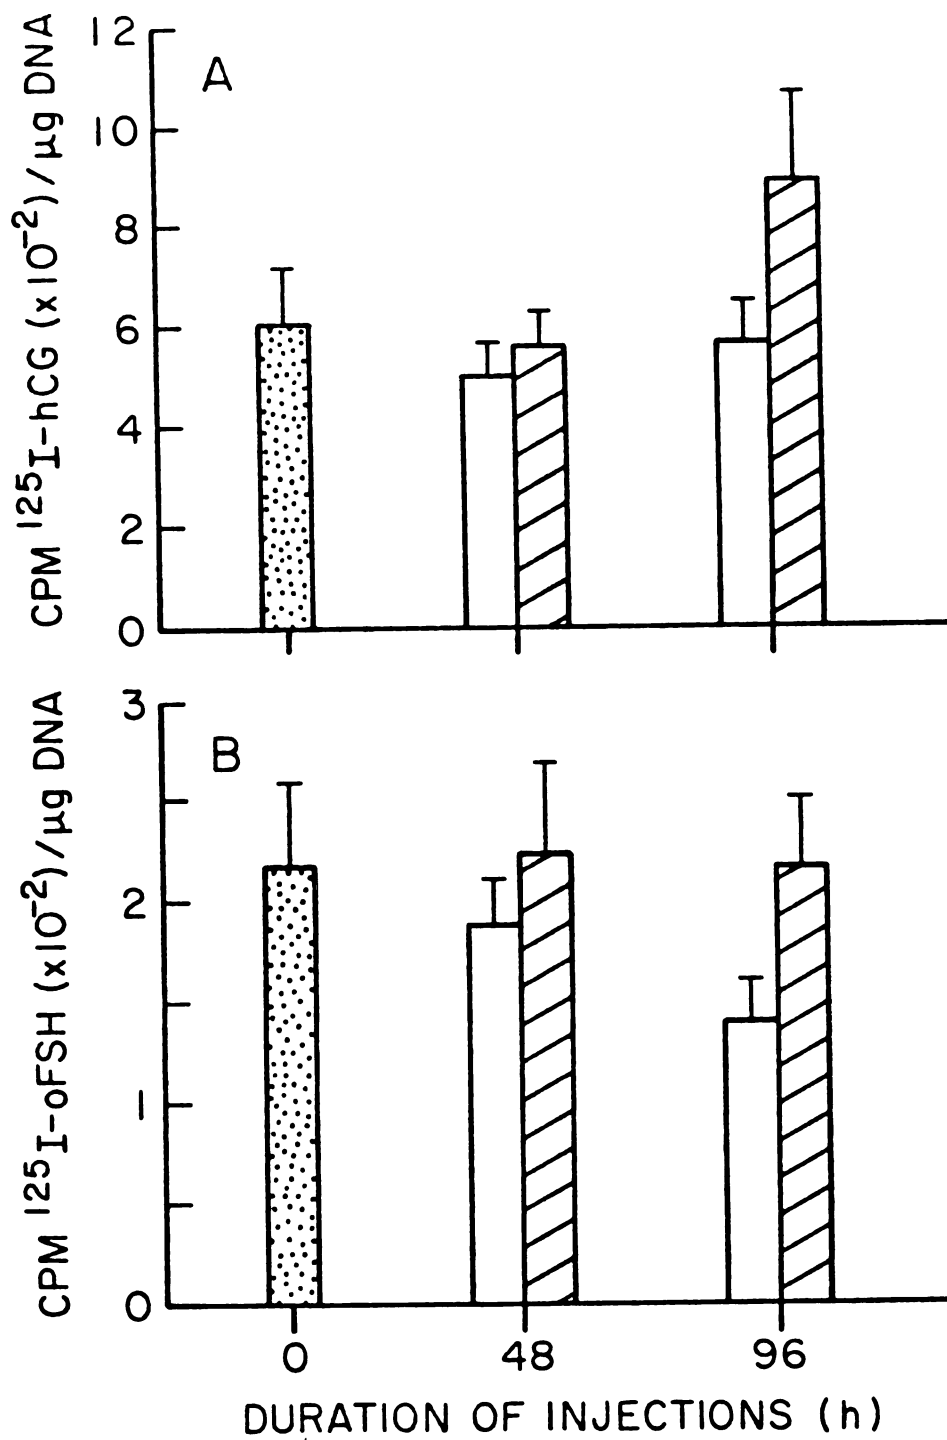 CPM ¹²⁵I-hCG (x10⁻²)/µg DNA
A
12
10
8
6
4
2
0
CPM ¹²⁵I-oFSH (x10⁻²)/µg DNA
B
3
2
1
0
0 48 96
DURATION OF INJECTIONS (h)